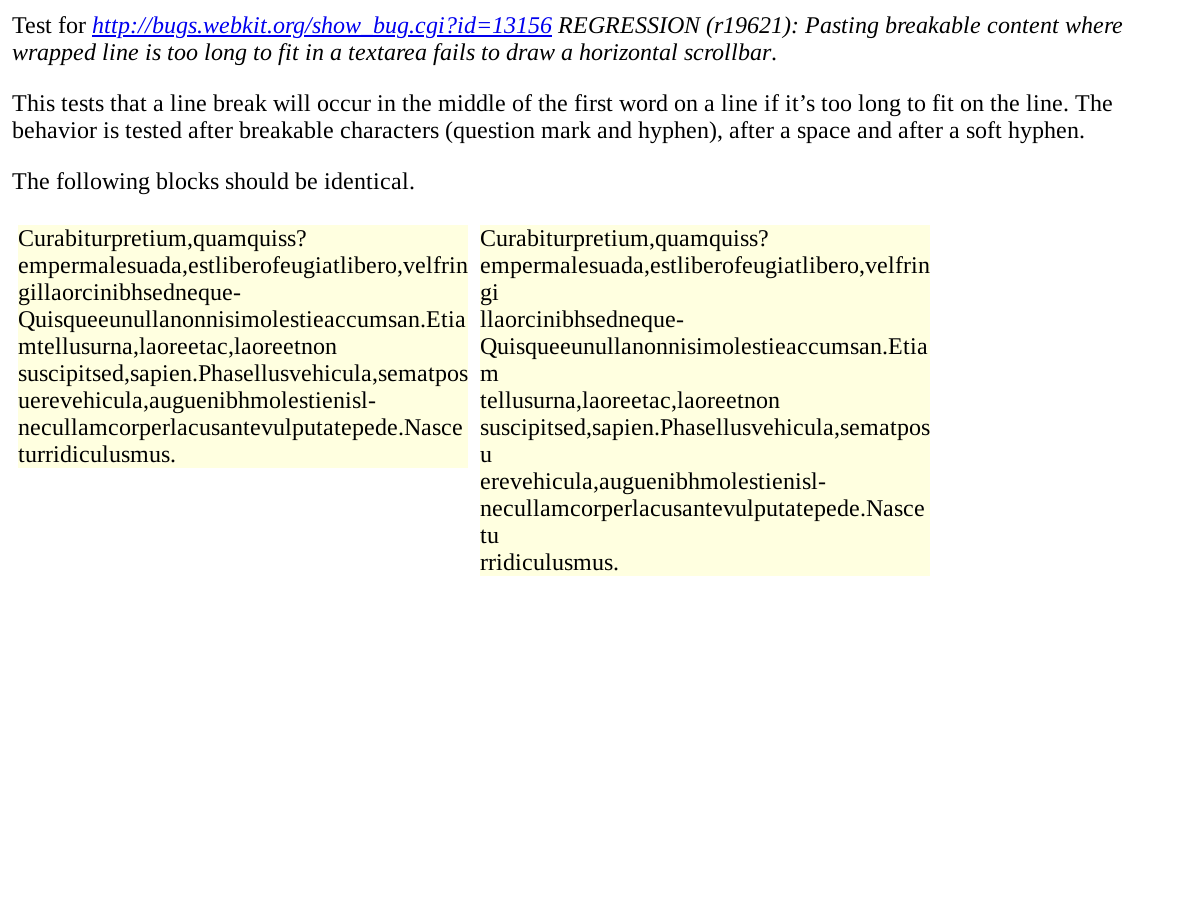 Test for http://bugs.webkit.org/show_bug.cgi?id=13156 REGRESSION (r19621): Pasting breakable content where
wrapped line is too long to fit in a textarea fails to draw a horizontal scrollbar.
This tests that a line break will occur in the middle of the first word on a line if it’s too long to fit on the line. The
behavior is tested after breakable characters (question mark and hyphen), after a space and after a soft hyphen.
The following blocks should be identical.
Curabiturpretium,quamquiss?
empermalesuada,estliberofeugiatlibero,velfrin
gillaorcinibhsedneque-
Quisqueeunullanonnisimolestieaccumsan.Etia
mtellusurna,laoreetac,laoreetnon
suscipitsed,sapien.Phasellusvehicula,sematpos
uerevehicula,auguenibhmolestienisl-
necullamcorperlacusantevulputatepede.Nasce
turridiculusmus.
Curabiturpretium,quamquiss?
empermalesuada,estliberofeugiatlibero,velfrin
gi
llaorcinibhsedneque-
Quisqueeunullanonnisimolestieaccumsan.Etia
m
tellusurna,laoreetac,laoreetnon
suscipitsed,sapien.Phasellusvehicula,sematpos
u
erevehicula,auguenibhmolestienisl-
necullamcorperlacusantevulputatepede.Nasce
tu
rridiculusmus.